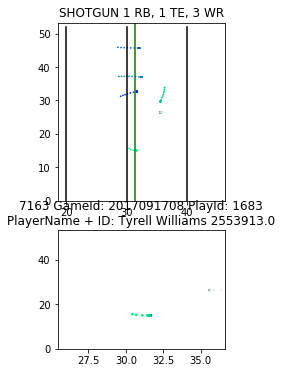 SHOTGUN 1 RB, 1 TE, 3 WR
50
40
30
20
10
0
20 30 40
7163 GameId: 2017091708 PlayId: 1683
PlayerName + ID: Tyrell Williams 2553913.0
40
20
0
27.5 30.0 32.5 35.0